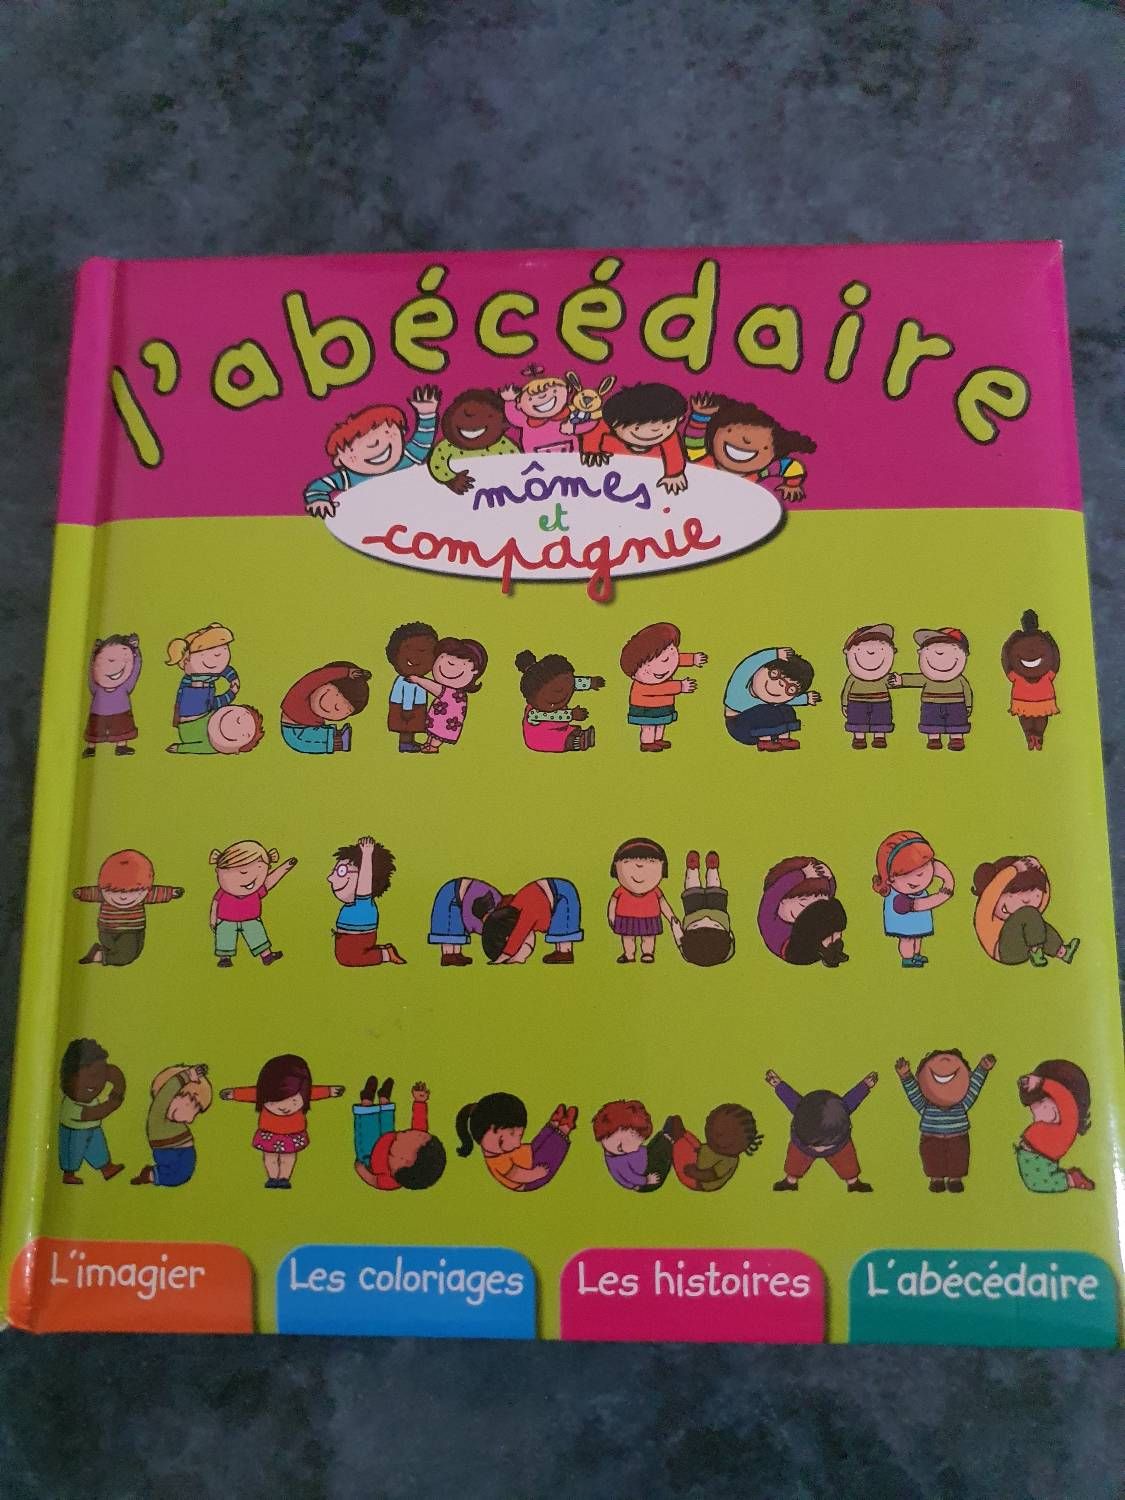 l'abécédaire
mômes
et
compagnie
L'imagier
Les coloriages
Les histoires
L'abécédaire